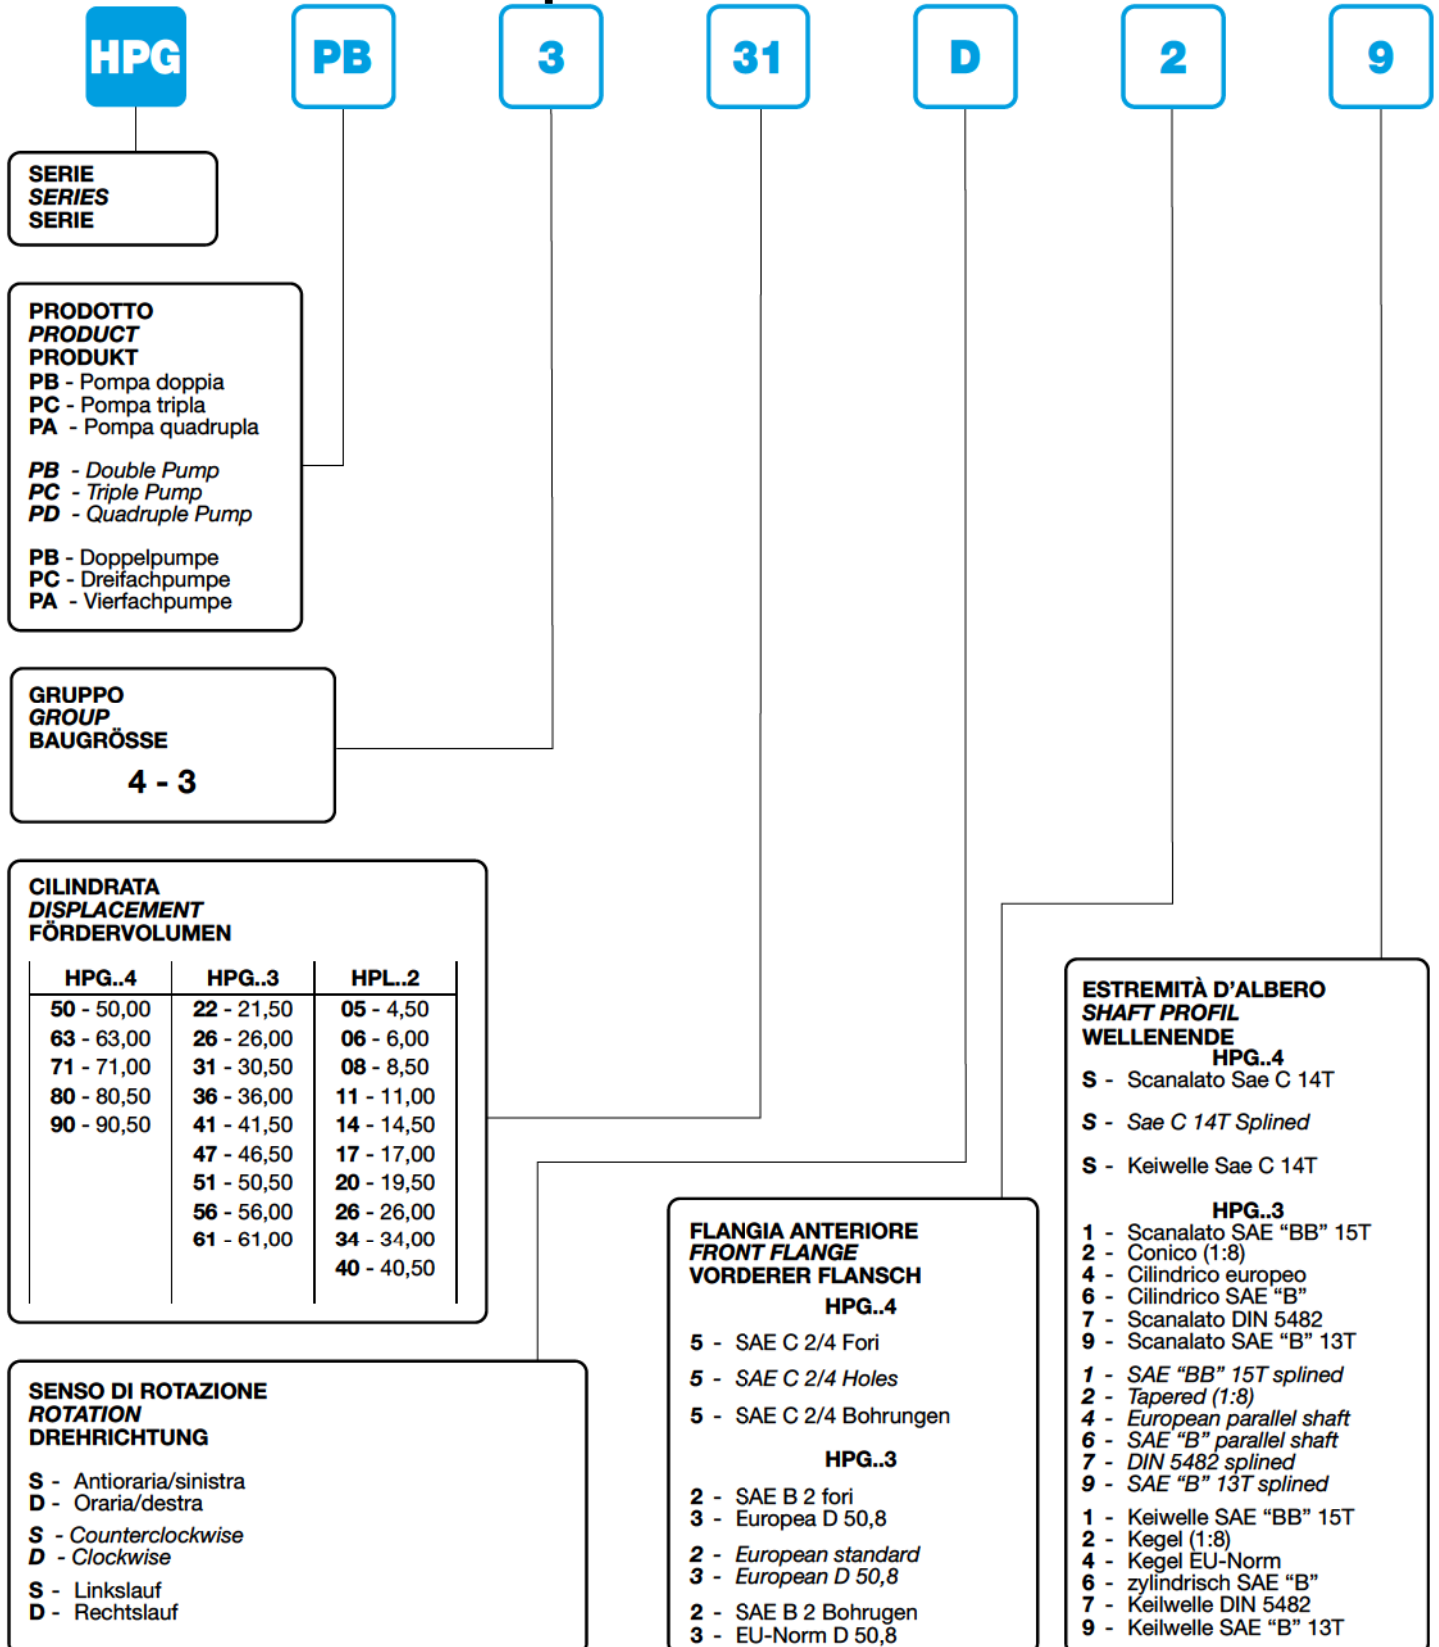 HPG PB 3 31 D 2 9
SERIE
SERIES
SERIE
PRODOTTO
PRODUCT
PRODUKT
PB - Pompa doppia
PC - Pompa tripla
PA - Pompa quadrupla
PB - Double Pump
PC - Triple Pump
PD - Quadruple Pump
PB - Doppelpumpe
PC - Dreifachpumpe
PA - Vierfachpumpe
GRUPPO
GROUP
BAUGRÖSSE
4 - 3
CILINDRATA
DISPLACEMENT
FÖRDERVOLUMEN
HPG..4 HPG..3 HPL..2
50 - 50,00 22 - 21,50 05 - 4,50
63 - 63,00 26 - 26,00 06 - 6,00
71 - 71,00 31 - 30,50 08 - 8,50
80 - 80,50 36 - 36,00 11 - 11,00
90 - 90,50 41 - 41,50 14 - 14,50
47 - 46,50 17 - 17,00
51 - 50,50 20 - 19,50
56 - 56,00 26 - 26,00
61 - 61,00 34 - 34,00
40 - 40,50
SENSO DI ROTAZIONE
ROTATION
DREHRICHTUNG
S - Antioraria/sinistra
D - Oraria/destra
S - Counterclockwise
D - Clockwise
S - Linkslauf
D - Rechtslauf
FLANGIA ANTERIORE
FRONT FLANGE
VORDERER FLANSCH
HPG..4
5 - SAE C 2/4 Fori
5 - SAE C 2/4 Holes
5 - SAE C 2/4 Bohrungen
HPG..3
2 - SAE B 2 fori
3 - Europea D 50,8
2 - European standard
3 - European D 50,8
2 - SAE B 2 Bohrugen
3 - EU-Norm D 50,8
ESTREMITÀ D’ALBERO
SHAFT PROFIL
WELLENENDE
HPG..4
S - Scanalato Sae C 14T
S - Sae C 14T Splined
S - Keiwelle Sae C 14T
HPG..3
1 - Scanalato SAE “BB” 15T
2 - Conico (1:8)
4 - Cilindrico europeo
6 - Cilindrico SAE “B”
7 - Scanalato DIN 5482
9 - Scanalato SAE “B” 13T
1 - SAE “BB” 15T splined
2 - Tapered (1:8)
4 - European parallel shaft
6 - SAE “B” parallel shaft
7 - DIN 5482 splined
9 - SAE “B” 13T splined
1 - Keiwelle SAE “BB” 15T
2 - Kegel (1:8)
4 - Kegel EU-Norm
6 - zylindrisch SAE “B”
7 - Keilwelle DIN 5482
9 - Keilwelle SAE “B” 13T